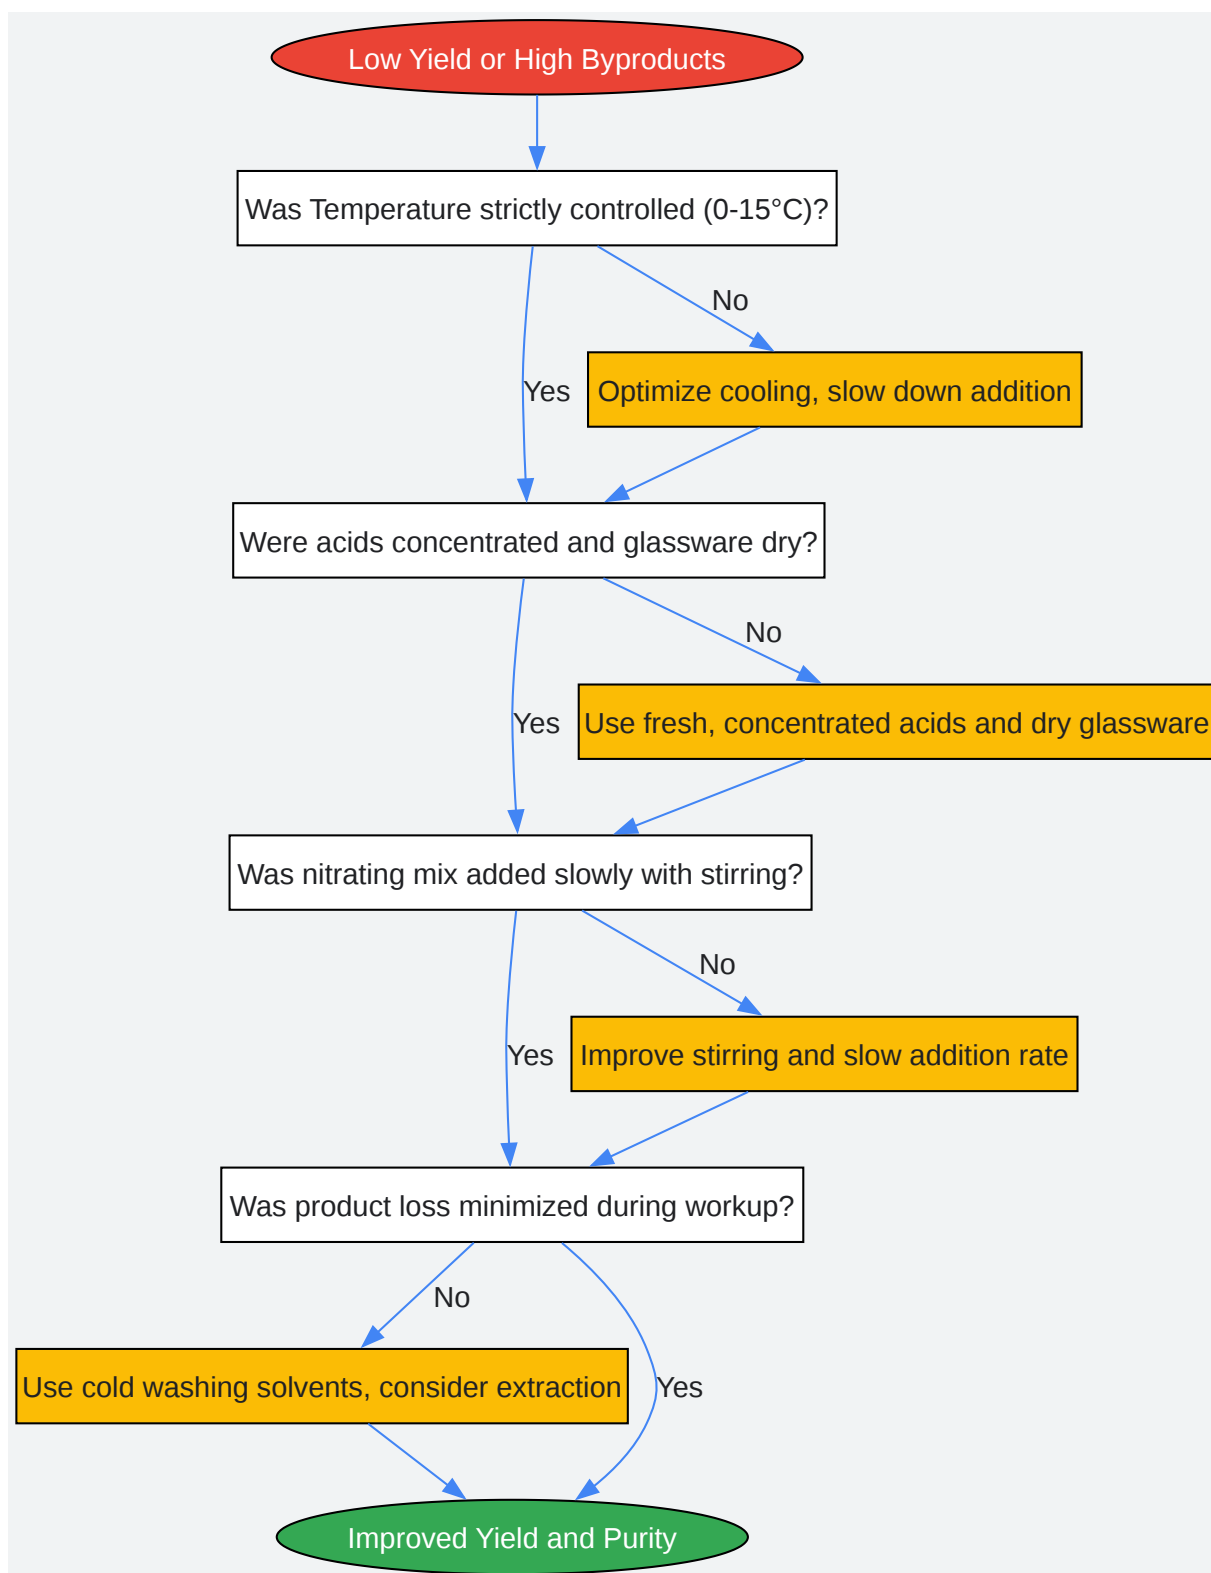 Low Yield or High Byproducts
Was Temperature strictly controlled (0-15°C)?
No
Yes
Optimize cooling, slow down addition
Were acids concentrated and glassware dry?
No
Yes
Use fresh, concentrated acids and dry glassware
Was nitrating mix added slowly with stirring?
No
Yes
Improve stirring and slow addition rate
Was product loss minimized during workup?
No
Use cold washing solvents, consider extraction
Yes
Improved Yield and Purity